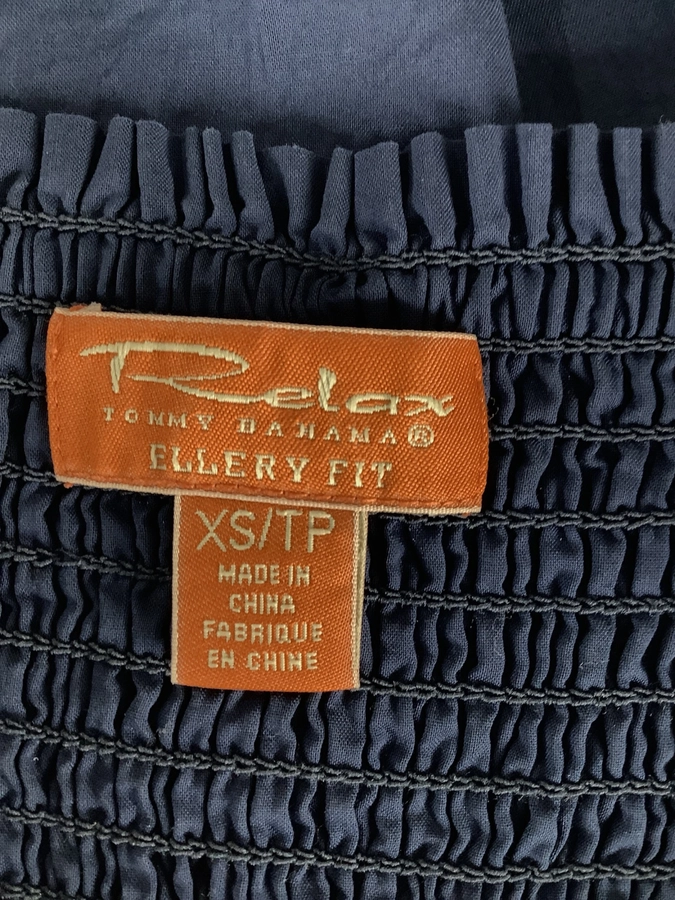 Relax
TOMMY BAHAMA®
ELLERY FIT
XS/TP
MADE IN
CHINA
FABRIQUE
EN CHINE